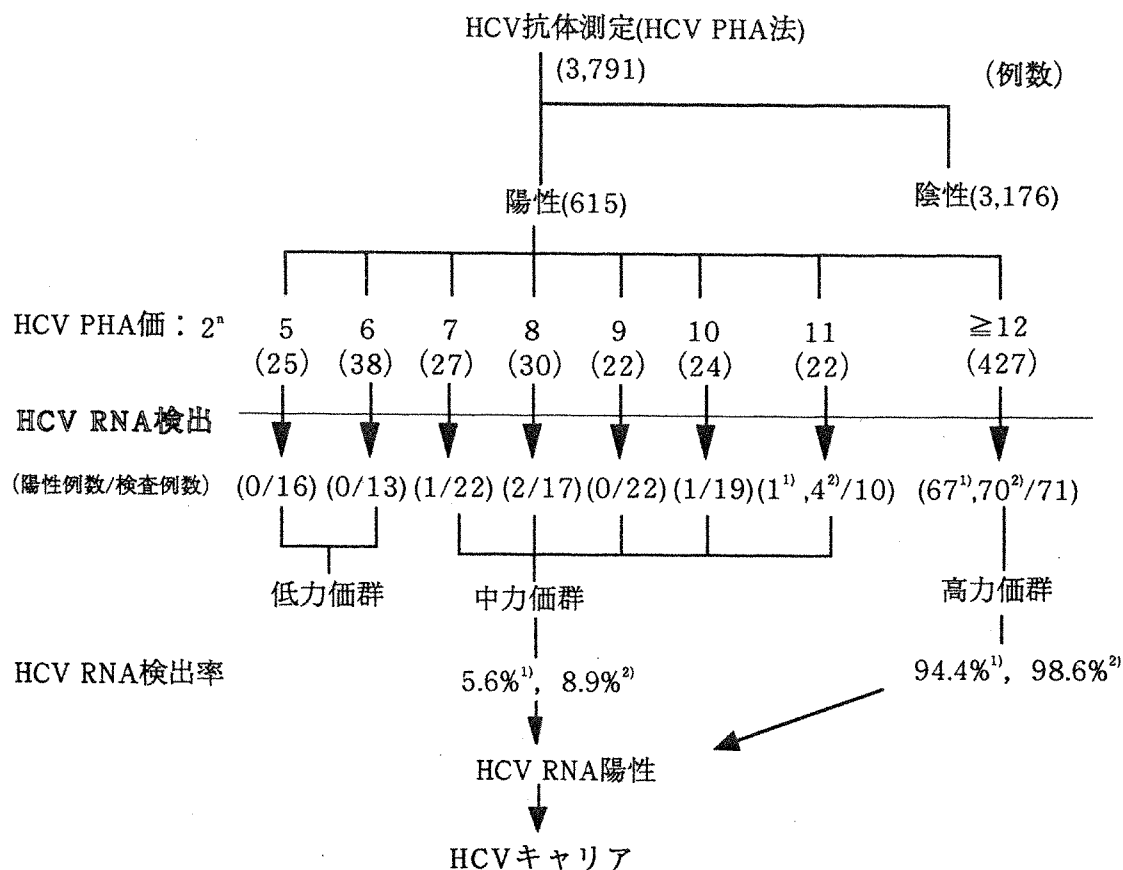 HCV抗体測定(HCV PHA法)
(3,791)
(例数)
陽性(615)
陰性(3,176)
HCV PHA価：2ⁿ 5 6 7 8 9 10 11 ≧12
(25) (38) (27) (30) (22) (24) (22) (427)
HCV RNA検出
(陽性例数/検査例数) (0/16) (0/13) (1/22) (2/17) (0/22) (1/19) (1¹⁾,4²⁾/10) (67¹⁾,70²⁾/71)
低力価群 中力価群 高力価群
HCV RNA検出率 5.6%¹⁾, 8.9%²⁾ 94.4%¹⁾, 98.6%²⁾
HCV RNA陽性
HCVキャリア